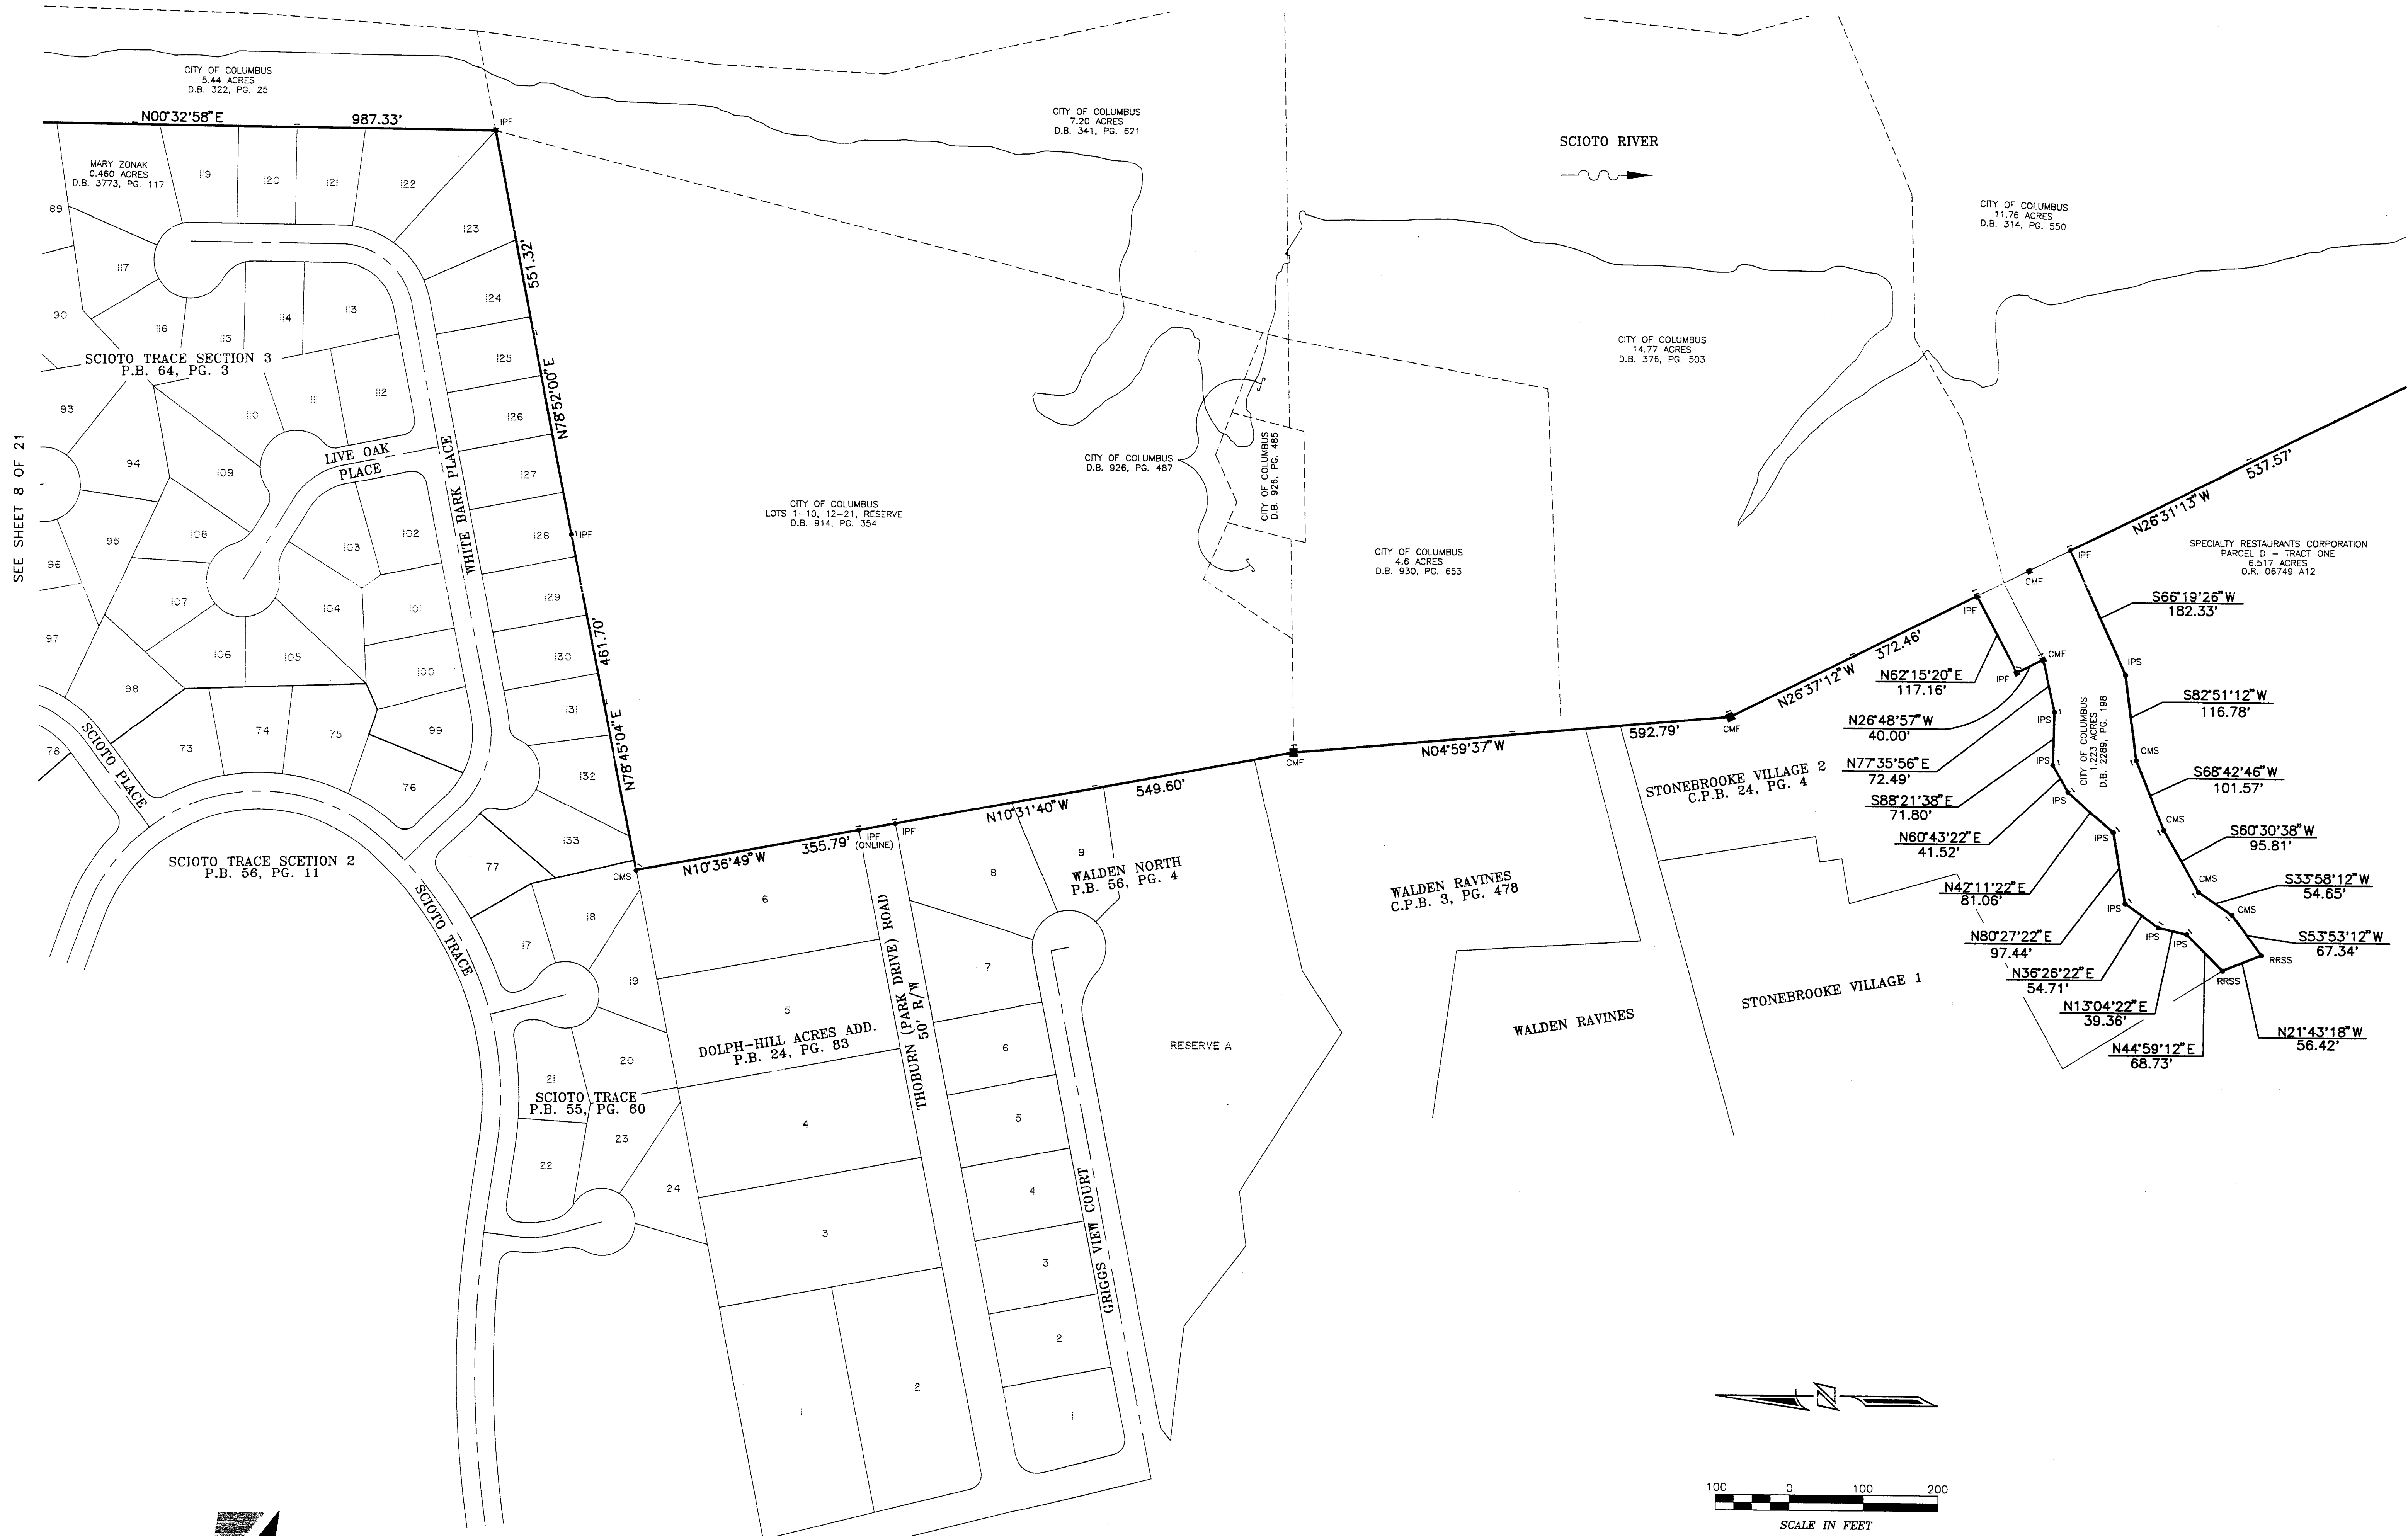 CITY OF COLUMBUS
5.44 ACRES
D.B. 322, PG. 25
N00°32'58"E
987.33'
IPF
MARY ZONAK
0.460 ACRES
D.B. 3773, PG. 117
119
120
121
122
123
89
117
124
90
116
115
114
113
125
SCIOTO TRACE SECTION 3
P.B. 64, PG. 3
93
110
111
112
126
94
109
LIVE OAK
PLACE
127
WHITE BARK PLACE
95
108
103
102
128
96
107
104
101
129
97
106
105
100
130
98
131
99
73
74
75
76
132
78
SCIOTO PLACE
77
133
SEE SHEET 8 OF 21
551.32'
N78°52'00"E
IPF
461.70'
N78°45'04"E
CMS
SCIOTO TRACE SCETION 2
P.B. 56, PG. 11
SCIOTO TRACE
17
18
19
20
21
22
23
24
SCIOTO TRACE
P.B. 55, PG. 60
CITY OF COLUMBUS
7.20 ACRES
D.B. 341, PG. 621
SCIOTO RIVER
CITY OF COLUMBUS
11.76 ACRES
D.B. 314, PG. 550
CITY OF COLUMBUS
14.77 ACRES
D.B. 376, PG. 503
CITY OF COLUMBUS
D.B. 926, PG. 487
CITY OF COLUMBUS
D.B. 926, PG. 485
CITY OF COLUMBUS
LOTS 1-10, 12-21, RESERVE
D.B. 914, PG. 354
CITY OF COLUMBUS
4.6 ACRES
D.B. 930, PG. 653
N10°36'49"W
355.79'
IPF
(ONLINE)
IPF
N10°31'40"W
549.60'
CMF
N04°59'37"W
592.79'
CMF
N26°37'12"W
372.46'
IPF
CMF
IPF
N26°31'13"W
537.57'
SPECIALTY RESTAURANTS CORPORATION
PARCEL D - TRACT ONE
6.517 ACRES
O.R. 06749 A12
6
5
4
3
2
1
DOLPH-HILL ACRES ADD.
P.B. 24, PG. 83
THOBURN (PARK DRIVE) ROAD
50' R/W
9
8
7
6
5
4
3
2
1
WALDEN NORTH
P.B. 56, PG. 4
GRIGGS VIEW COURT
RESERVE A
WALDEN RAVINES
C.P.B. 3, PG. 478
WALDEN RAVINES
STONEBROOKE VILLAGE 2
C.P.B. 24, PG. 4
STONEBROOKE VILLAGE 1
N62°15'20"E
117.16'
IPF
CMF
N26°48'57"W
40.00'
N77°35'56"E
72.49'
IPS
S88°21'38"E
71.80'
IPS
N60°43'22"E
41.52'
IPS
N42°11'22"E
81.06'
IPS
N80°27'22"E
97.44'
IPS
N36°26'22"E
54.71'
IPS
N13°04'22"E
39.36'
IPS
N44°59'12"E
68.73'
RRSS
N21°43'18"W
56.42'
RRSS
CITY OF COLUMBUS
1.223 ACRES
D.B. 2289, PG. 198
S66°19'26"W
182.33'
IPS
S82°51'12"W
116.78'
CMS
S68°42'46"W
101.57'
CMS
S60°30'38"W
95.81'
CMS
S33°58'12"W
54.65'
CMS
S53°53'12"W
67.34'
N
100 0 100 200
SCALE IN FEET